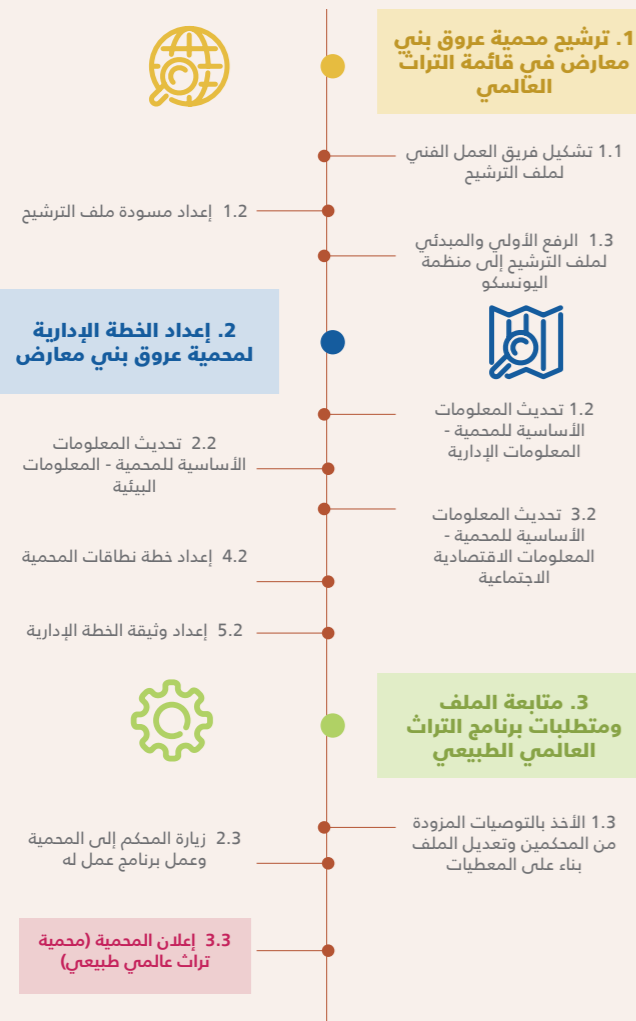 1. ترشيح محمية عروق بني
معارض في قائمة التراث
العالمي
1.1 تشكيل فريق العمل الفني
لملف الترشيح
1.2 إعداد مسودة ملف الترشيح
1.3 الرفع الأولي والمبدئي
لملف الترشيح إلى منظمة
اليونسكو
2. إعداد الخطة الإدارية
لمحمية عروق بني معارض
1.2 تحديث المعلومات
الأساسية للمحمية -
المعلومات الإدارية
2.2 تحديث المعلومات
الأساسية للمحمية - المعلومات
البيئية
3.2 تحديث المعلومات
الأساسية للمحمية -
المعلومات الاقتصادية
الاجتماعية
4.2 إعداد خطة نطاقات المحمية
5.2 إعداد وثيقة الخطة الإدارية
3. متابعة الملف
ومتطلبات برنامج التراث
العالمي الطبيعي
1.3 الأخذ بالتوصيات المزودة
من المحكمين وتعديل الملف
بناء على المعطيات
2.3 زيارة المحكم إلى المحمية
وعمل برنامج عمل له
3.3 إعلان المحمية (محمية
تراث عالمي طبيعي)